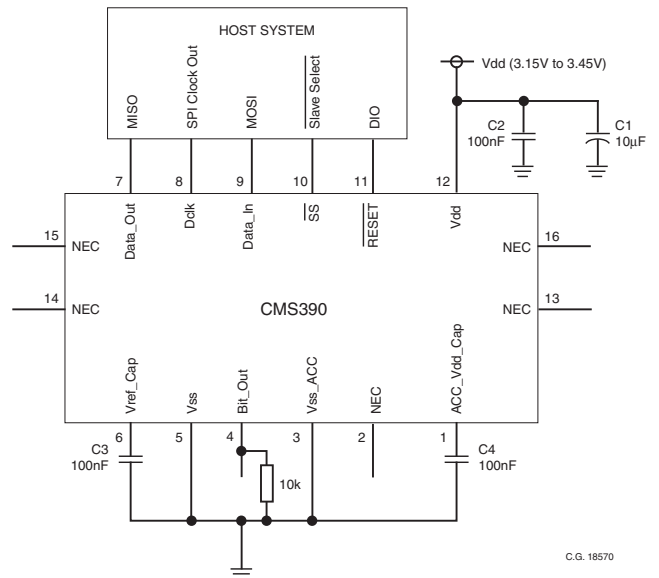 HOST SYSTEM
MISO
SPI Clock Out
MOSI
Slave Select
DIO
Vdd (3.15V to 3.45V)
C2
100nF
C1
10µF
7
8
9
10
11
12
Data_Out
Dclk
Data_In
SS
RESET
Vdd
15
NEC
16
NEC
14
NEC
13
NEC
CMS390
Vref_Cap
Vss
Bit_Out
Vss_ACC
NEC
ACC_Vdd_Cap
6
5
4
3
2
1
C3
100nF
10k
C4
100nF
C.G. 18570